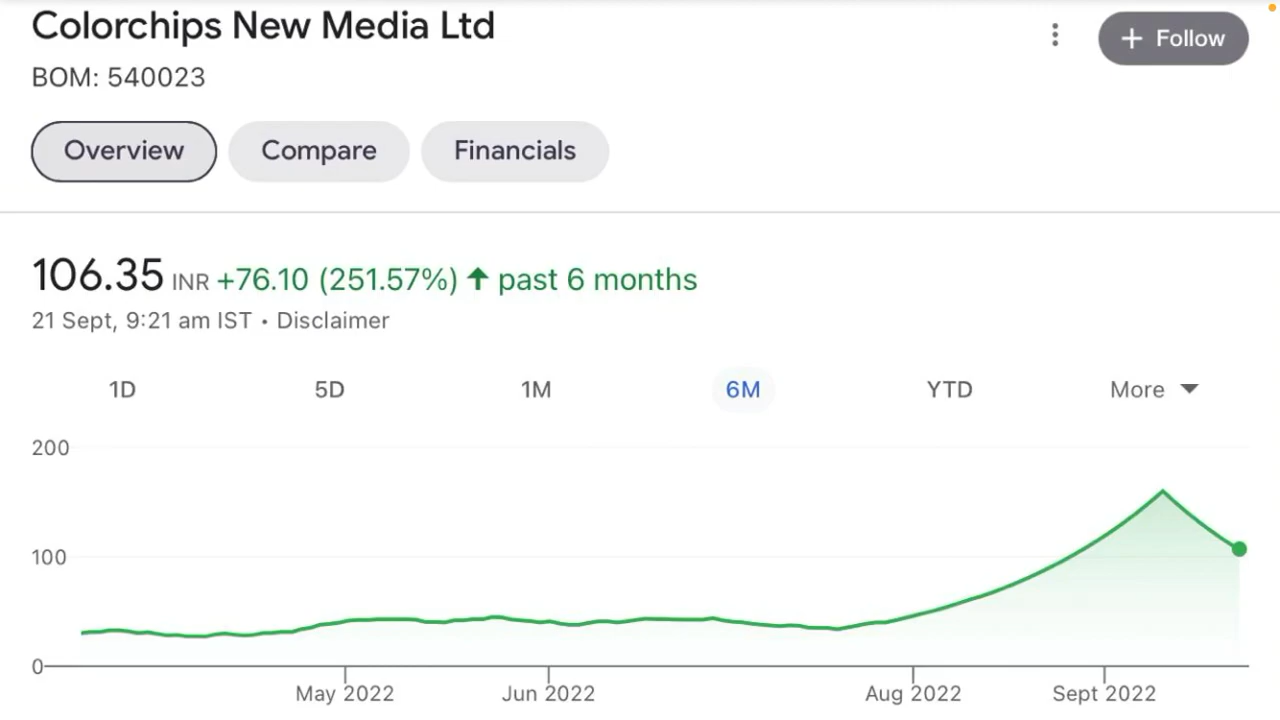 Colorchips New Media Ltd
+ Follow
BOM: 540023
Overview Compare Financials
106.35 INR +76.10 (251.57%) ↑ past 6 months
21 Sept, 9:21 am IST • Disclaimer
1D 5D 1M 6M YTD More
200
100
0
May 2022 Jun 2022 Aug 2022 Sept 2022